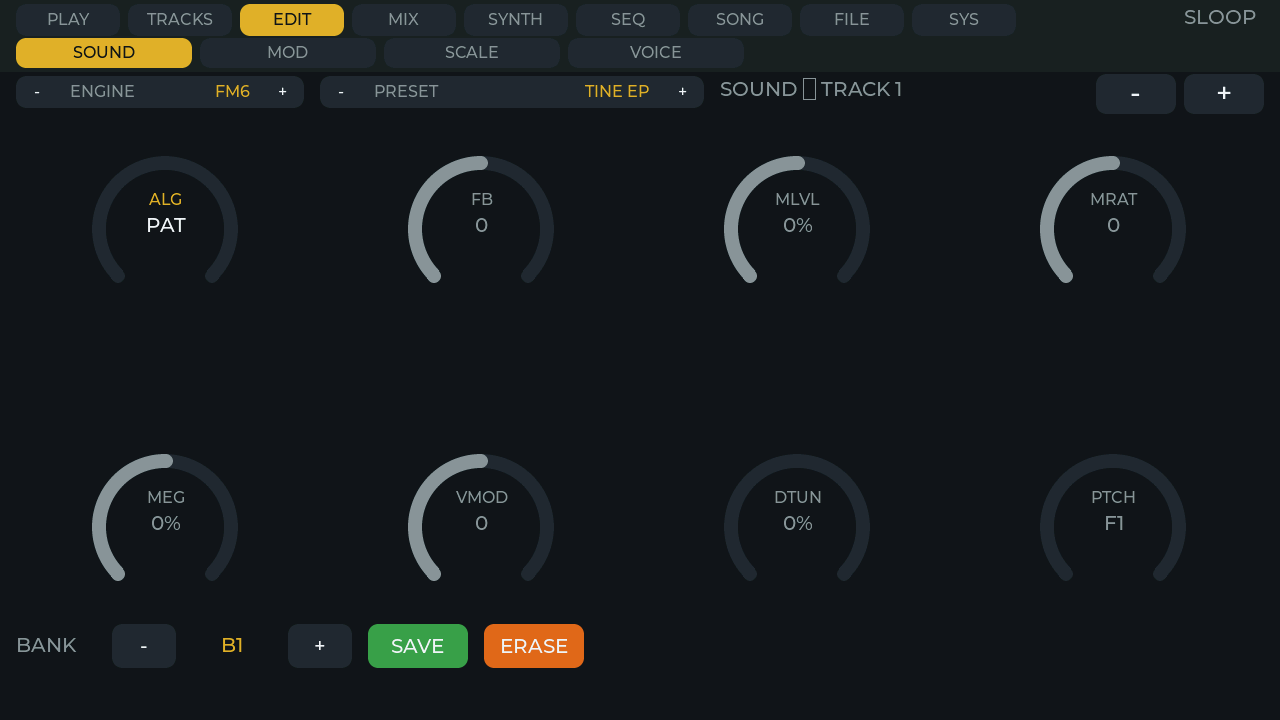 PLAY TRACKS EDIT MIX SYNTH SEQ SONG FILE SYS SLOOP
SOUND MOD SCALE VOICE
- ENGINE FM6 + - PRESET TINE EP + SOUND TRACK 1 - +
ALG FB MLVL MRAT
PAT 0 0% 0
MEG VMOD DTUN PTCH
0% 0 0% F1
BANK - B1 + SAVE ERASE